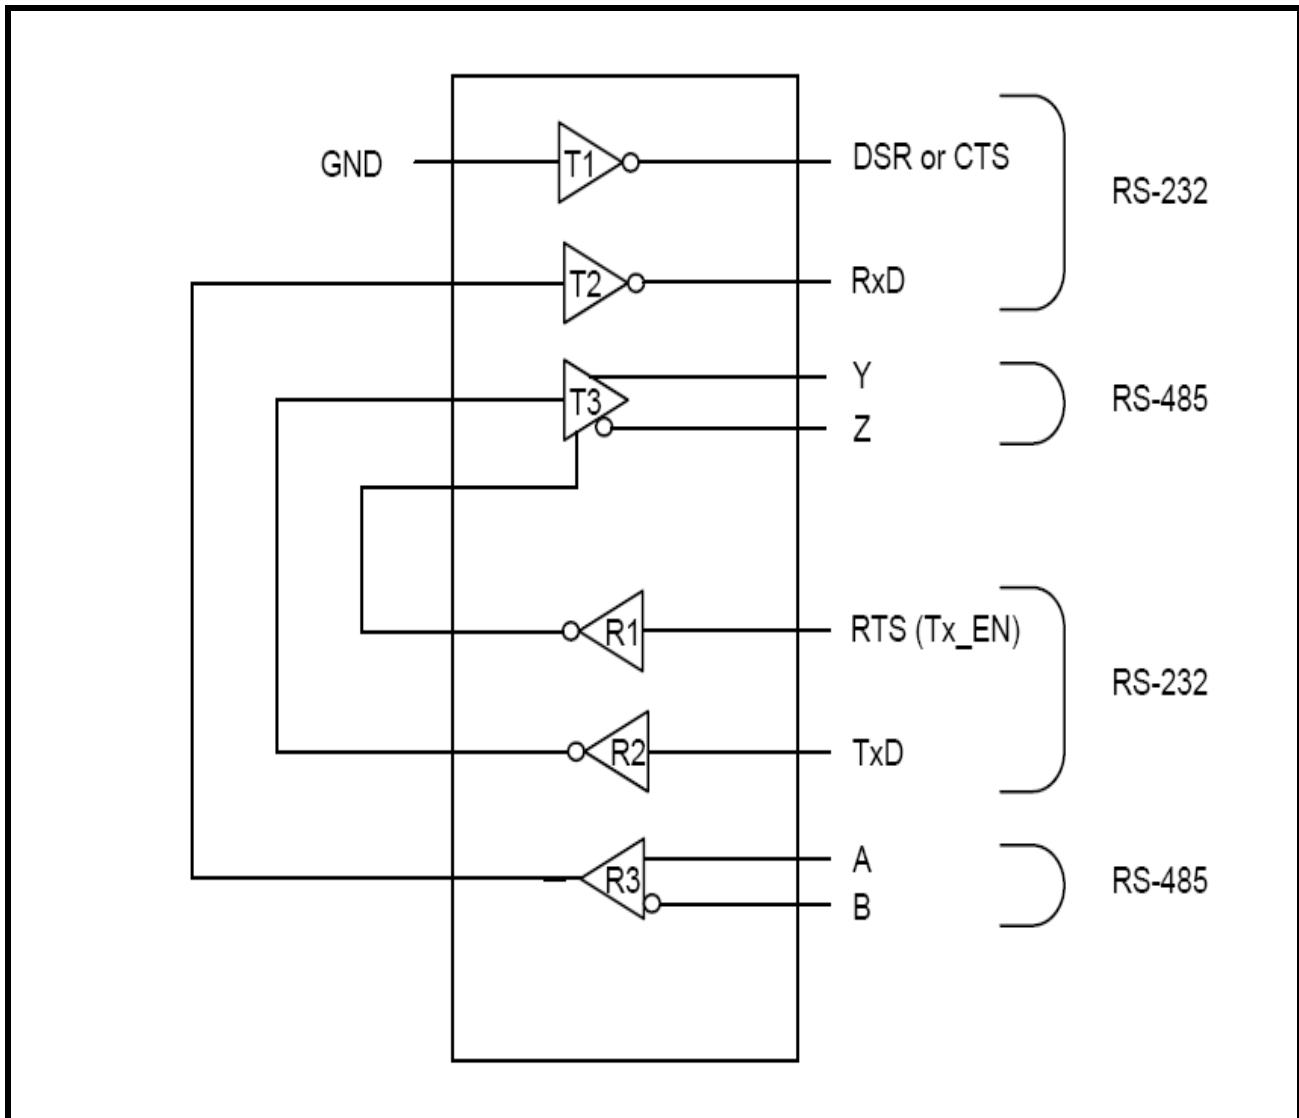 GND
T1
DSR or CTS
RS-232
T2
RxD
T3
Y
Z
RS-485
R1
RTS (Tx_EN)
RS-232
R2
TxD
R3
A
B
RS-485